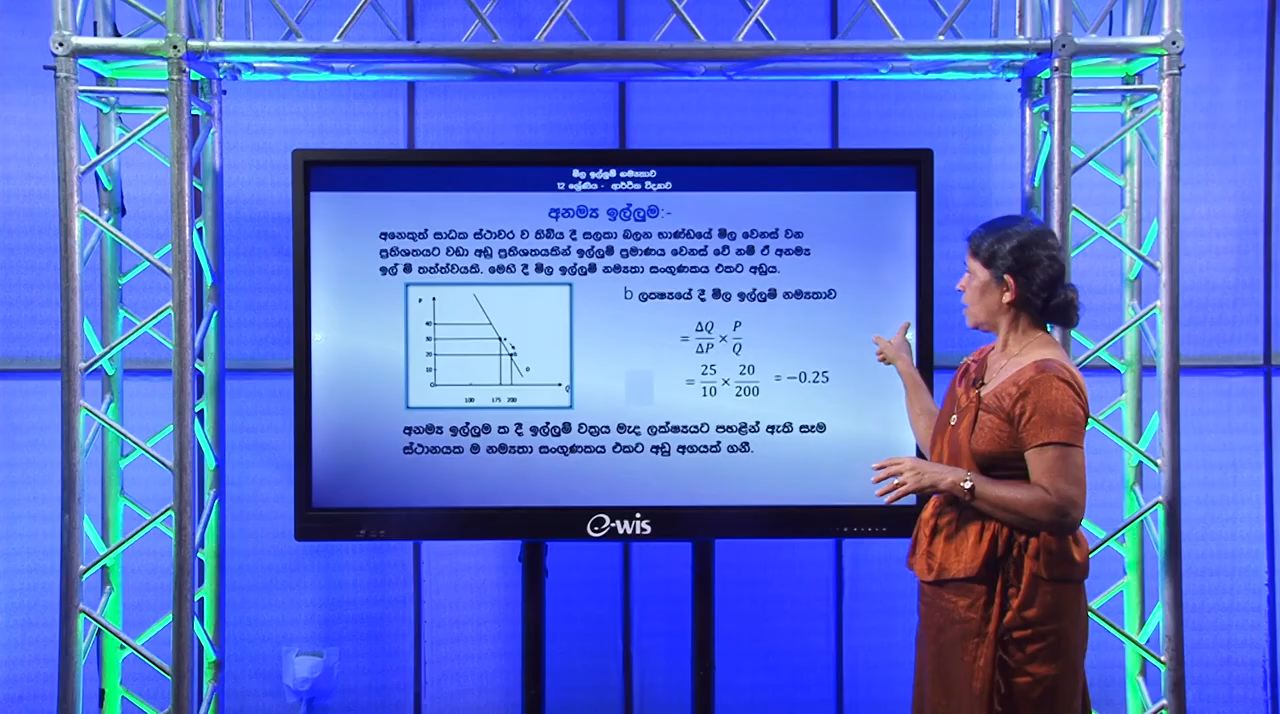 මිල ඉල්ලුම් නම්‍යතාව
12 ශ්‍රේණිය - ආර්ථික විද්‍යාව
අනම්‍ය ඉල්ලුම:-
අනෙකුත් සාධක ස්ථාවර ව තිබිය දී සලකා බලන භාණ්ඩයේ මිල වෙනස් වන
ප්‍රතිශතයට වඩා අඩු ප්‍රතිශතයකින් ඉල්ලුම් ප්‍රමාණය වෙනස් වේ නම් ඒ අනම්‍ය
ඉල් ම් තත්ත්වයකි. මෙහි දී මිල ඉල්ලුම් නම්‍යතා සංගුණකය එකට අඩුය.
P
40
30
20
10
0
100 175 200
Q
D
b ලක්‍ෂ්‍යයේ දී මිල ඉල්ලුම් නම්‍යතාව
= ΔQ/ΔP × P/Q
= 25/10 × 20/200 = −0.25
අනම්‍ය ඉල්ලුම ක දී ඉල්ලුම් වක්‍රය මැද ලක්ෂ්‍යයට පහළින් ඇති සෑම
ස්ථානයක ම නම්‍යතා සංගුණකය එකට අඩු අගයක් ගනී.
e-wis